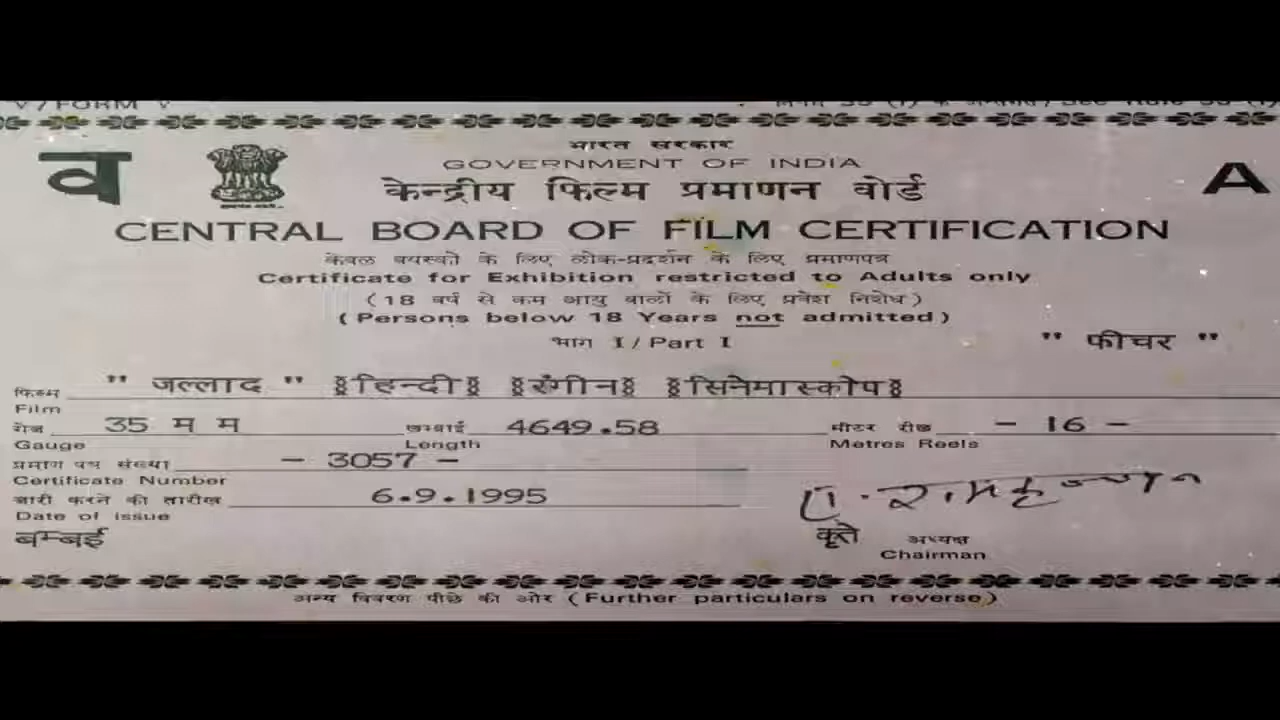 V / FORM V
व A
भारत सरकार
GOVERNMENT OF INDIA
केन्द्रीय फिल्म प्रमाणन बोर्ड
CENTRAL BOARD OF FILM CERTIFICATION
केवल वयस्कों के लिए लोक-प्रदर्शन के लिए प्रमाणपत्र
Certificate for Exhibition restricted to Adults only
(18 वर्ष से कम आयु वालों के लिए प्रवेश निशेध)
(Persons below 18 Years not admitted)
भाग I / Part I
" फीचर "
फिल्म " जल्लाद " हिन्दी रंगीन सिनेमास्कोप
Film
गेज 35 म म लम्बाई 4649.58 मीटर रील - 16 -
Gauge Length Metres Reels
प्रमाण पत्र संख्या - 3057 -
Certificate Number
जारी करने की तारीख 6.9.1995
Date of issue
बम्बई
कृते अध्यक्ष
Chairman
अन्य विवरण पीछे की ओर (Further particulars on reverse)